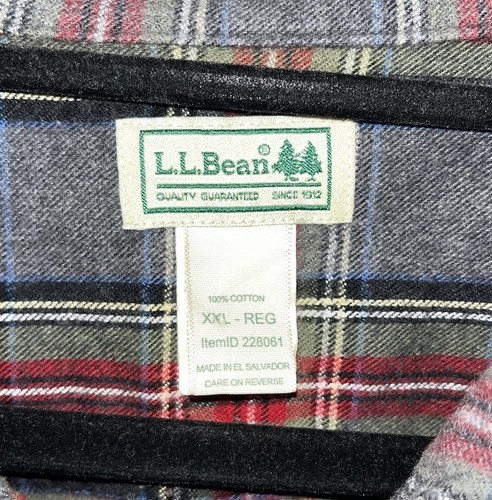 L.L.Bean®
QUALITY GUARANTEED SINCE 1912
100% COTTON
XXL - REG
ItemID 228061
MADE IN EL SALVADOR
CARE ON REVERSE